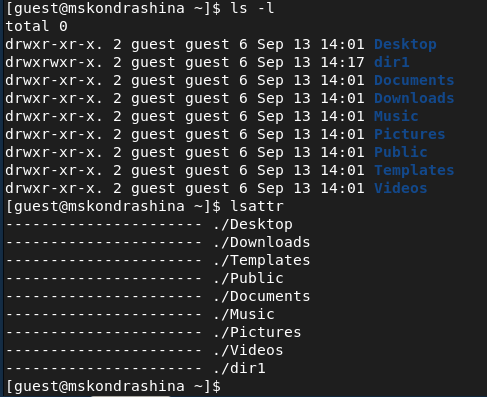 [guest@mskondrashina ~]$ ls -l
total 0
drwxr-xr-x. 2 guest guest 6 Sep 13 14:01 Desktop
drwxrwxr-x. 2 guest guest 6 Sep 13 14:17 dir1
drwxr-xr-x. 2 guest guest 6 Sep 13 14:01 Documents
drwxr-xr-x. 2 guest guest 6 Sep 13 14:01 Downloads
drwxr-xr-x. 2 guest guest 6 Sep 13 14:01 Music
drwxr-xr-x. 2 guest guest 6 Sep 13 14:01 Pictures
drwxr-xr-x. 2 guest guest 6 Sep 13 14:01 Public
drwxr-xr-x. 2 guest guest 6 Sep 13 14:01 Templates
drwxr-xr-x. 2 guest guest 6 Sep 13 14:01 Videos
[guest@mskondrashina ~]$ lsattr
---------------------- ./Desktop
---------------------- ./Downloads
---------------------- ./Templates
---------------------- ./Public
---------------------- ./Documents
---------------------- ./Music
---------------------- ./Pictures
---------------------- ./Videos
---------------------- ./dir1
[guest@mskondrashina ~]$